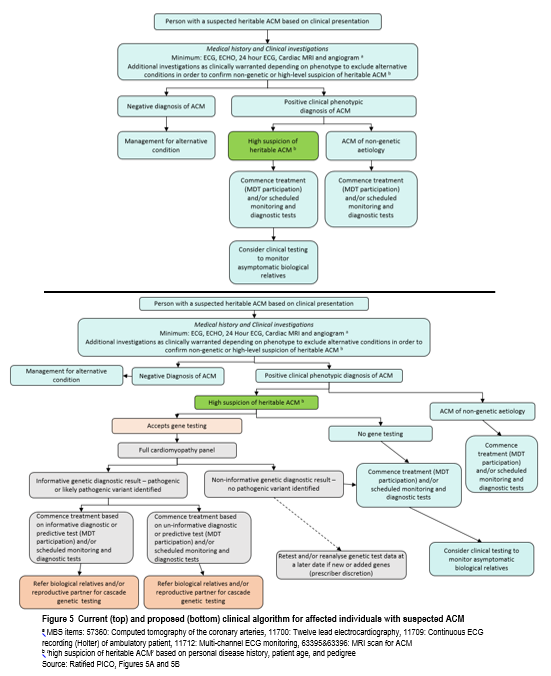 Person with a suspected heritable ACM based on clinical presentation
Medical history and Clinical investigations
Minimum: ECG, ECHO, 24 hour ECG, Cardiac MRI and angiogram a
Additional investigations as clinically warranted depending on phenotype to exclude alternative
conditions in order to confirm non-genetic or high-level suspicion of heritable ACM b
Negative diagnosis of ACM
Positive clinical phenotypic
diagnosis of ACM
Management for alternative
condition
High suspicion of
heritable ACM b
ACM of non-genetic
aetiology
Commence treatment
(MDT participation)
and/or scheduled
monitoring and
diagnostic tests
Commence treatment
(MDT participation)
and/or scheduled
monitoring and
diagnostic tests
Consider clinical testing
to monitor
asymptomatic biological
relatives
Person with a suspected heritable ACM based on clinical presentation
Medical history and Clinical investigations
Minimum: ECG, ECHO, 24 Hour ECG, Cardiac MRI and angiogram a
Additional investigations as clinically warranted depending on phenotype to exclude alternative conditions in order to
confirm non-genetic or high-level suspicion of heritable ACM b
Management for alternative
condition
Negative Diagnosis of ACM
Positive clinical phenotypic diagnosis of ACM
High suspicion of heritable ACM b
ACM of non-genetic aetiology
Accepts gene testing
No gene testing
Full cardiomyopathy panel
Commence
treatment (MDT
participation)
and/or scheduled
monitoring and
diagnostic tests
Informative genetic diagnostic result – pathogenic
or likely pathogenic variant identified
Non-informative genetic diagnostic result –
no pathogenic variant identified
Commence treatment (MDT
participation) and/or
scheduled monitoring and
diagnostic tests
Commence treatment based
on informative diagnostic or
predictive test (MDT
participation) and/or
scheduled monitoring and
diagnostic tests
Commence treatment based
on un-informative diagnostic
or predictive test (MDT
participation) and/or
scheduled monitoring and
diagnostic tests
Retest and/or reanalyse genetic test data at
a later date if new or added genes
(prescriber discretion)
Consider clinical testing to
monitor asymptomatic
biological relatives
Refer biological relatives and/or
reproductive partner for cascade
genetic testing
Refer biological relatives and/or
reproductive partner for cascade
genetic testing
Figure 5 Current (top) and proposed (bottom) clinical algorithm for affected individuals with suspected ACM
a MBS items: 57360: Computed tomography of the coronary arteries, 11700: Twelve lead electrocardiography, 11709: Continuous ECG
recording (Holter) of ambulatory patient, 11712: Multi-channel ECG monitoring, 63395&63396: MRI scan for ACM
b 'high suspicion of heritable ACM' based on personal disease history, patient age, and pedigree
Source: Ratified PICO, Figures 5A and 5B